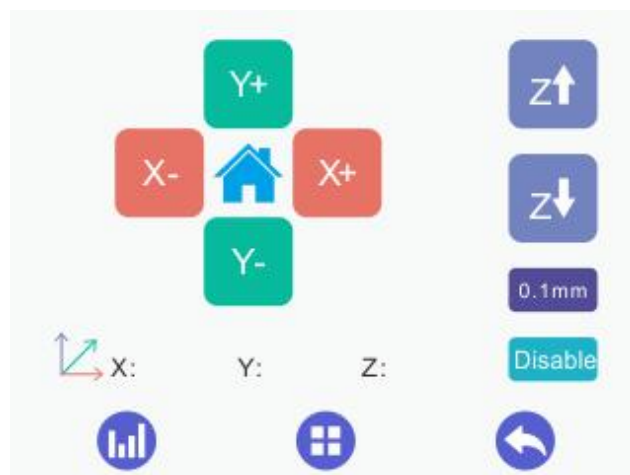 Y+
Z
X-
X+
Z
Y-
0.1mm
X:
Y:
Z:
Disable